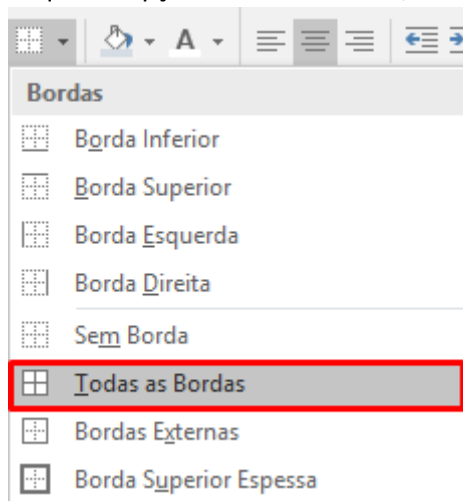 A
Bordas
Borda Inferior
Borda Superior
Borda Esquerda
Borda Direita
Sem Borda
Todas as Bordas
Bordas Externas
Borda Superior Espessa